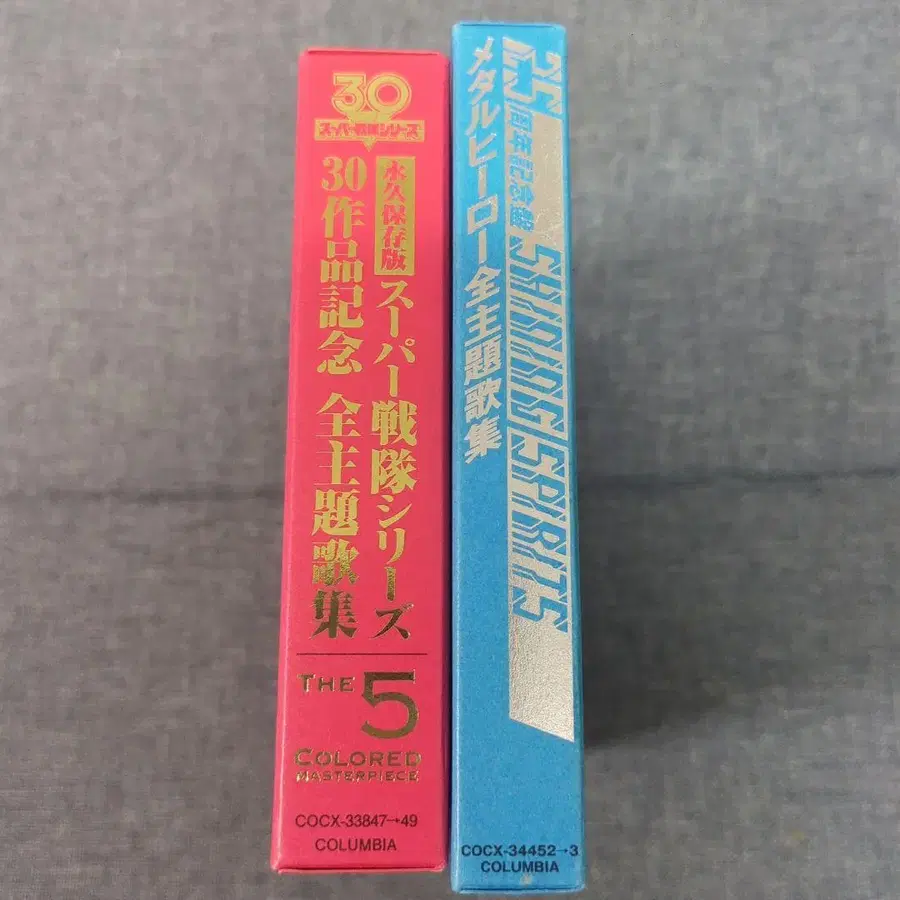 30
スーパー戦隊シリーズ
永久保存版
スーパー戦隊シリーズ
30作品記念 全主題歌集
THE 5
COLORED
MASTERPIECE
COCX-33847→49
COLUMBIA
25
周年記念盤
SHINING SPIRITS
メタルヒーロー全主題歌集
COCX-34452→3
COLUMBIA